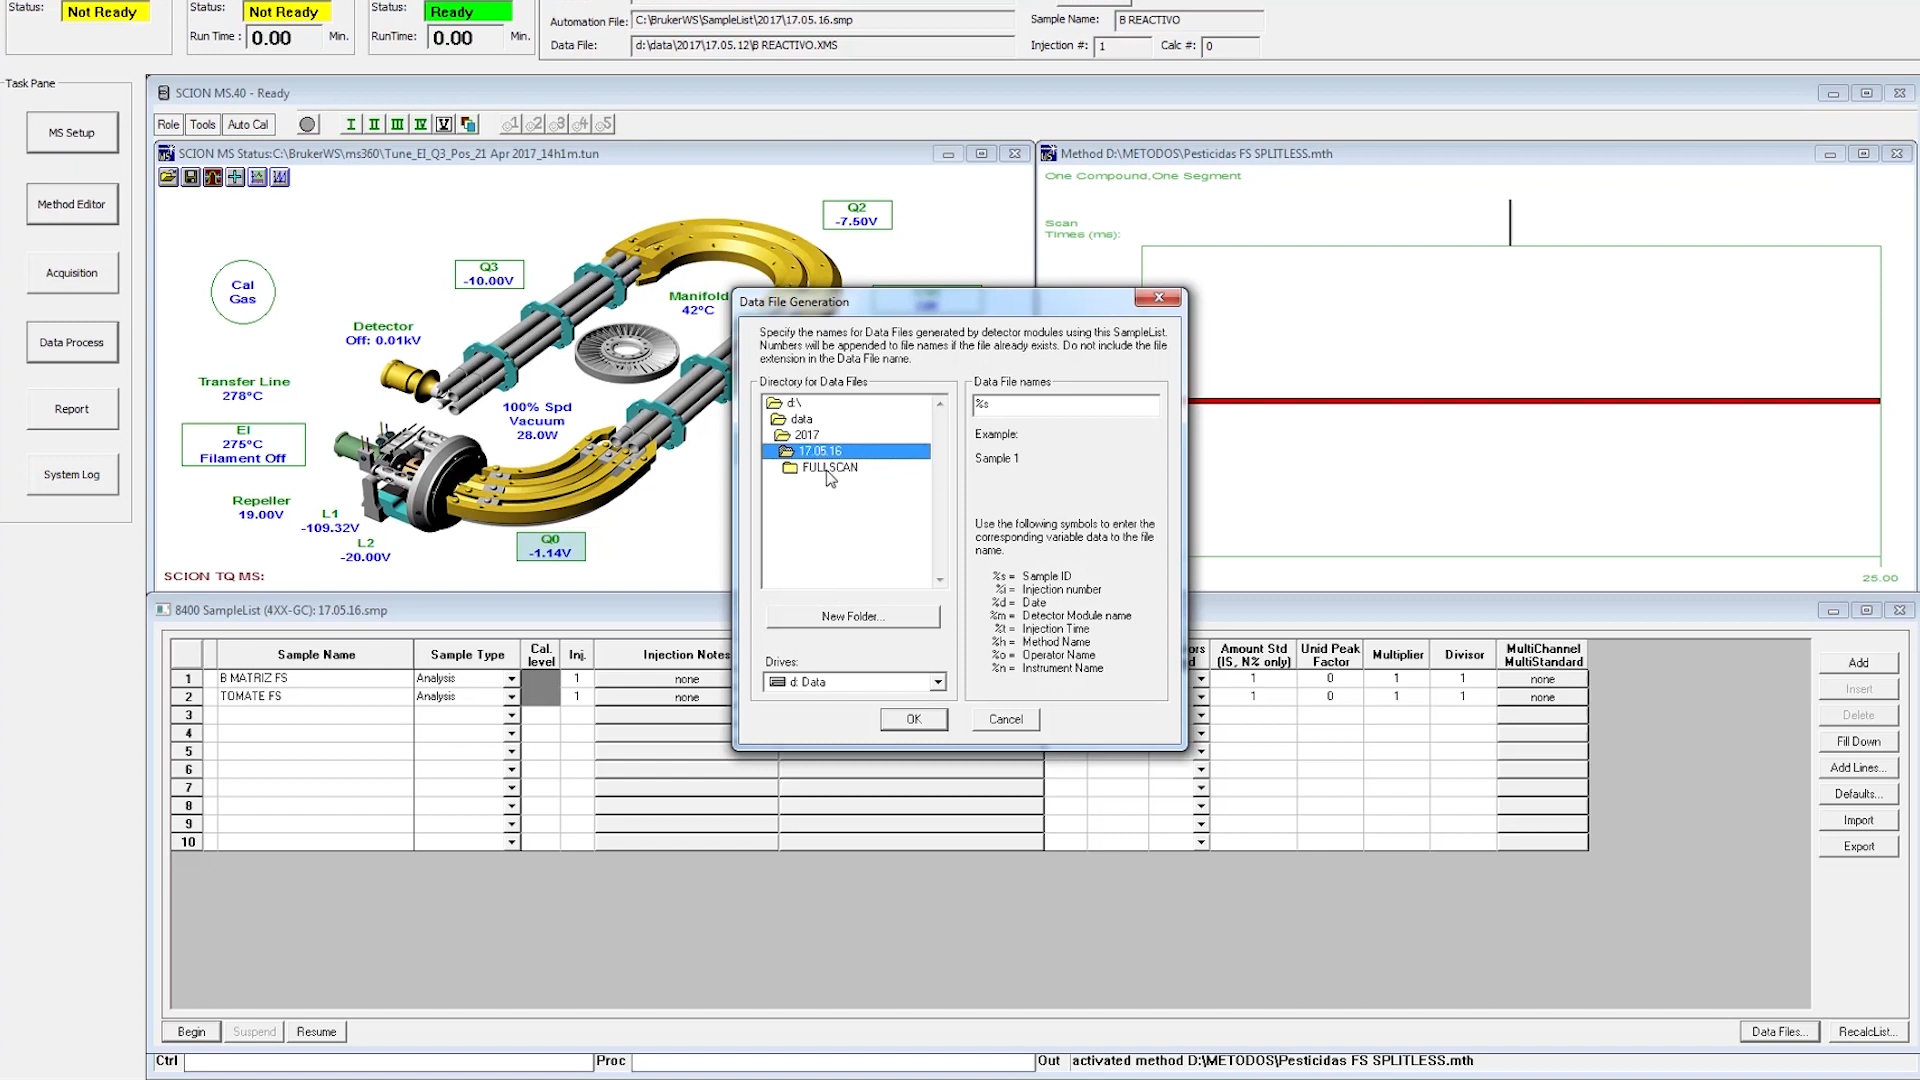 Status: Not Ready
Status: Not Ready
Run Time : 0.00 Min.
Status: Ready
RunTime: 0.00 Min.
Automation File: C:\BrukerWS\SampleList\2017\17.05.16.smp
Data File: d:\data\2017\17.05.12\B REACTIVO.XMS
Sample Name: B REACTIVO
Injection #: 1 Calc #: 0
Task Pane
MS Setup
Method Editor
Acquisition
Data Process
Report
System Log
SCION MS.40 - Ready
Role Tools Auto Cal I II III IV V 1 2 3 4 5
SCION MS Status:C:\BrukerWS\ms360\Tune_EI_Q3_Pos_21 Apr 2017_14h1m.tun
Cal
Gas
Q2
-7.50V
Q3
-10.00V
Manifold
42°C
Detector
Off: 0.01kV
Transfer Line
278°C
100% Spd
Vacuum
28.0W
EI
275°C
Filament Off
Repeller
19.00V
L1
-109.32V
L2
-20.00V
Q0
-1.14V
SCION TQ MS:
Method D:\METODOS\Pesticidas FS SPLITLESS.mth
One Compound,One Segment
Scan
Times (ms):
25.00
Data File Generation
Specify the names for Data Files generated by detector modules using this SampleList.
Numbers will be appended to file names if the file already exists. Do not include the file
extension in the Data File name.
Directory for Data Files
d:\
data
2017
17.05.16
FULLSCAN
New Folder...
Drives:
d: Data
Data File names
%s
Example:
Sample 1
Use the following symbols to enter the
corresponding variable data to the file
name.
%s = Sample ID
%i = Injection number
%d = Date
%m = Detector Module name
%t = Injection Time
%h = Method Name
%o = Operator Name
%n = Instrument Name
OK Cancel
8400 SampleList (4XX-GC): 17.05.16.smp
Sample Name Sample Type Cal. level Inj. Injection Notes Amount Std (IS, N% only) Unid Peak Factor Multiplier Divisor MultiChannel MultiStandard
1 B MATRIZ FS Analysis 1 none 1 0 1 1 none
2 TOMATE FS Analysis 1 none 1 0 1 1 none
3
4
5
6
7
8
9
10
Add
Insert
Delete
Fill Down
Add Lines...
Defaults...
Import
Export
Begin Suspend Resume Data Files... RecalcList...
Ctrl Proc Out activated method D:\METODOS\Pesticidas FS SPLITLESS.mth